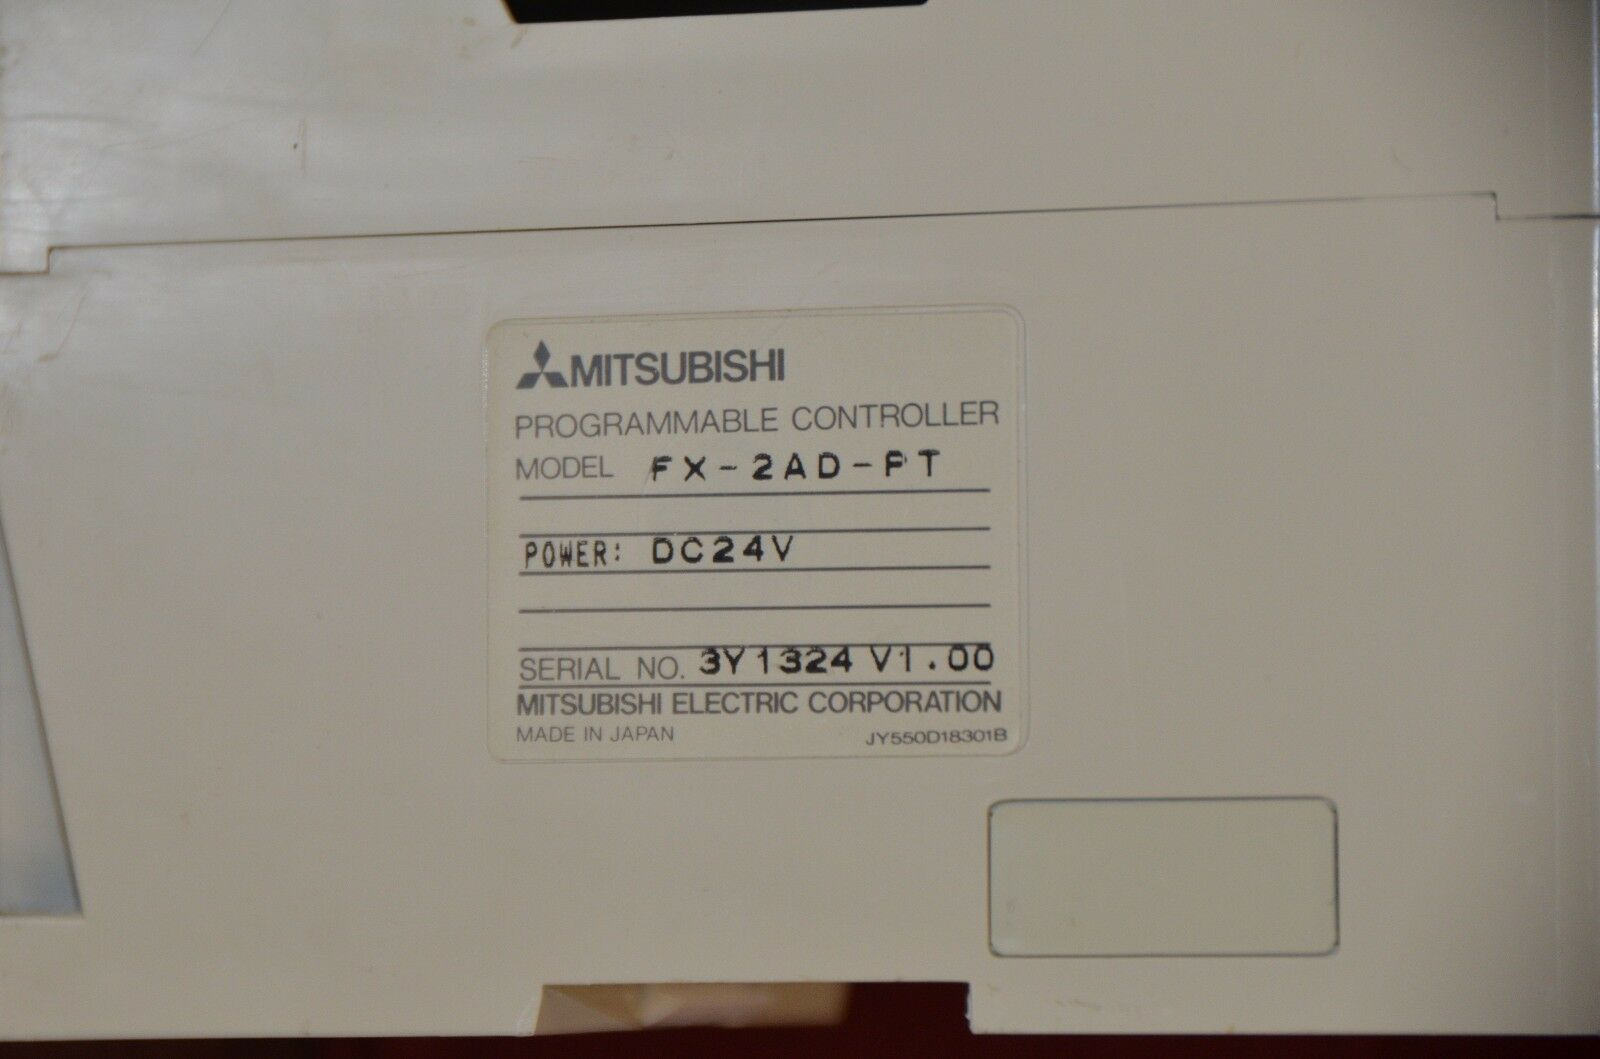 MITSUBISHI
PROGRAMMABLE CONTROLLER
MODEL FX-2AD-PT
POWER: DC24V
SERIAL NO. 3Y1324 V1.00
MITSUBISHI ELECTRIC CORPORATION
MADE IN JAPAN JY550D18301B